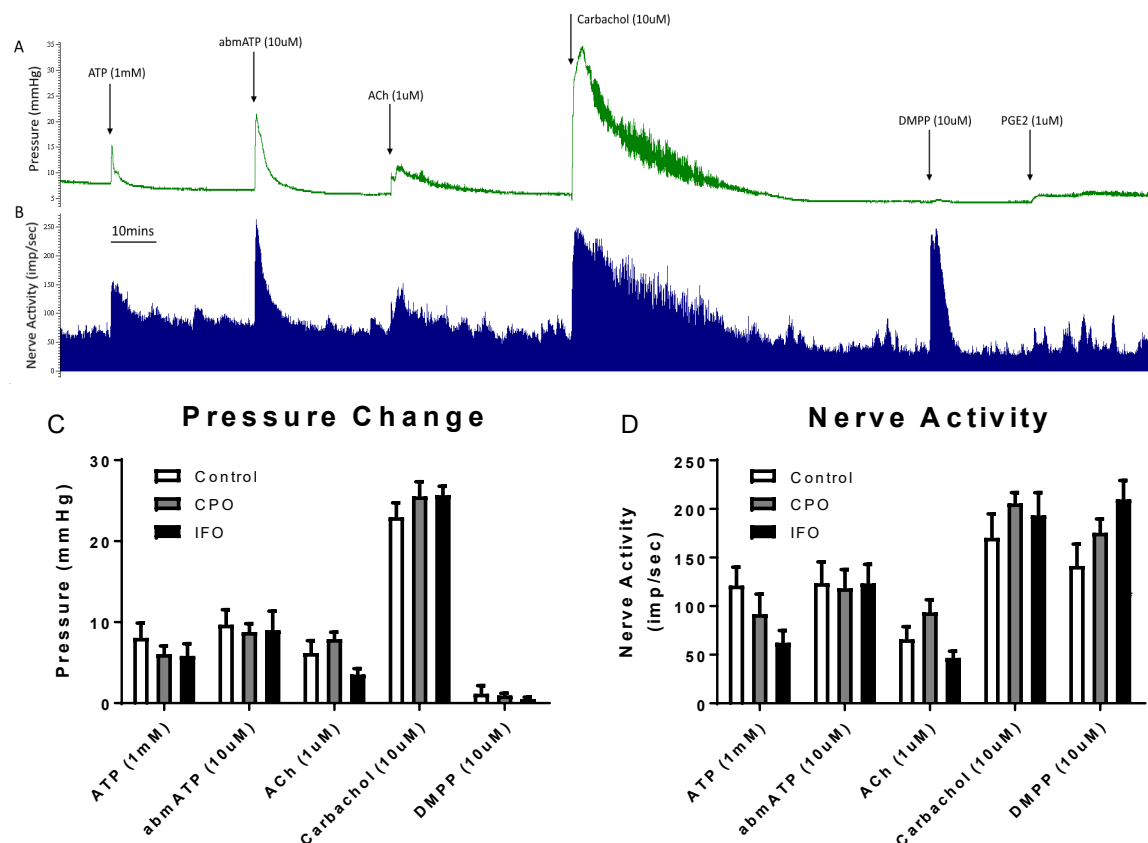 A
Pressure (mmHg)
35
30
25
20
15
10
5
ATP (1mM)
abmATP (10uM)
ACh (1uM)
Carbachol (10uM)
DMPP (10uM)
PGE2 (1uM)
B
Nerve Activity (imp/sec)
250
200
150
100
50
0
10mins
C
Pressure Change
Pressure (mmHg)
30
20
10
0
Control
CPO
IFO
ATP (1mM)
abmATP (10uM)
ACh (1uM)
Carbachol (10uM)
DMPP (10uM)
D
Nerve Activity
Nerve Activity
(imp/sec)
250
200
150
100
50
0
Control
CPO
IFO
ATP (1mM)
abmATP (10uM)
ACh (1uM)
Carbachol (10uM)
DMPP (10uM)